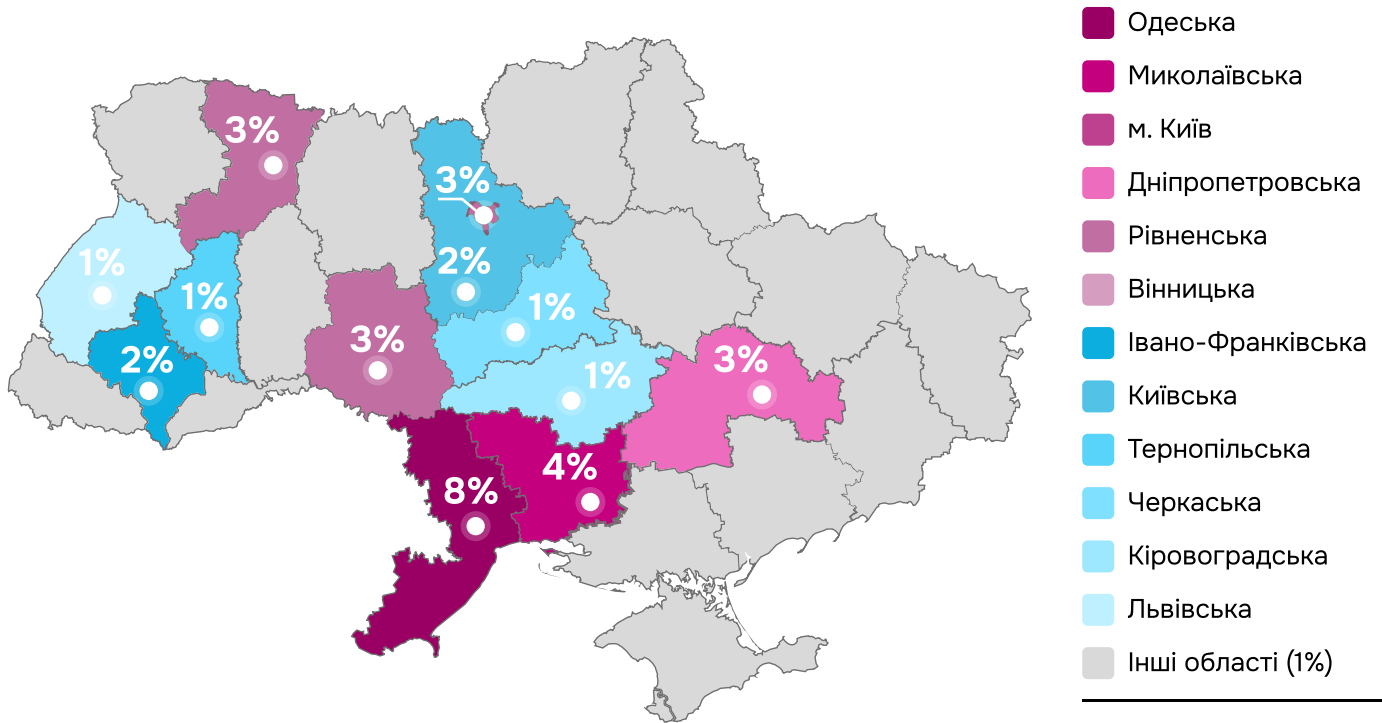 3%
3%
2%
1%
1%
1%
2%
3%
1%
3%
8%
4%
Одеська
Миколаївська
м. Київ
Дніпропетровська
Рівненська
Вінницька
Івано-Франківська
Київська
Тернопільська
Черкаська
Кіровоградська
Львівська
Інші області (1%)